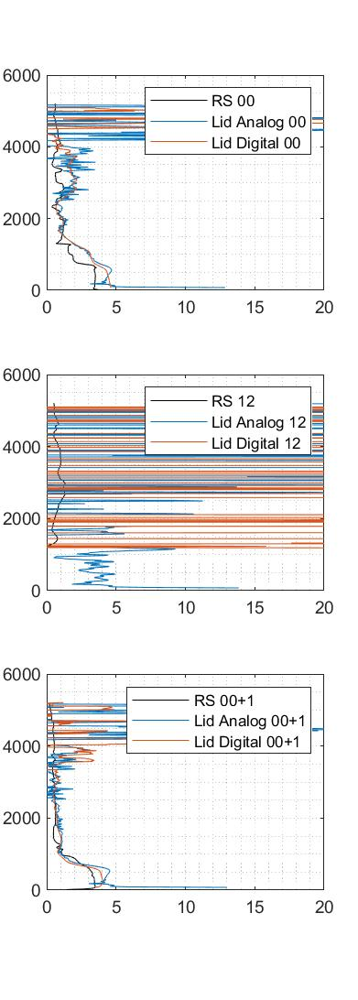 6000
RS 00
Lid Analog 00
Lid Digital 00
4000
2000
0
0 5 10 15 20
6000
RS 12
Lid Analog 12
Lid Digital 12
4000
2000
0
0 5 10 15 20
6000
RS 00+1
Lid Analog 00+1
Lid Digital 00+1
4000
2000
0
0 5 10 15 20